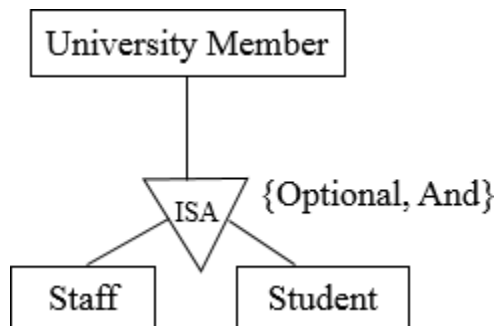 University Member
ISA
{Optional, And}
Staff
Student